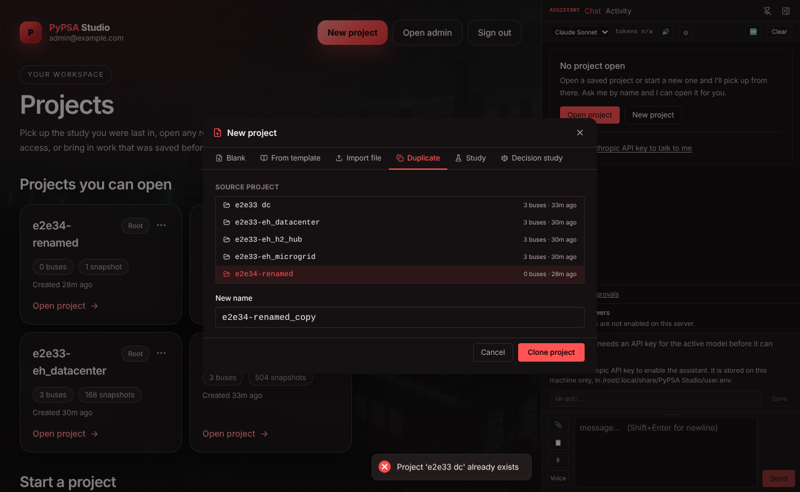 P
PyPSA Studio
admin@example.com
New project
Open admin
Sign out
YOUR WORKSPACE
Projects
Pick up the study you were last in, open any r
access, or bring in work that was saved befor
Projects you can open
e2e34-
renamed
Root
0 buses
1 snapshot
Created 28m ago
Open project →
e2e33-
eh_datacenter
Root
3 buses
168 snapshots
Created 30m ago
Open project →
3 buses
504 snapshots
Created 33m ago
Open project →
Start a project
New project
Blank
From template
Import file
Duplicate
Study
Decision study
SOURCE PROJECT
e2e33 dc
3 buses · 33m ago
e2e33-eh_datacenter
3 buses · 30m ago
e2e33-eh_h2_hub
3 buses · 30m ago
e2e33-eh_microgrid
3 buses · 30m ago
e2e34-renamed
0 buses · 28m ago
New name
e2e34-renamed_copy
Cancel
Clone project
Project 'e2e33 dc' already exists
ASSISTANT
Chat
Activity
Claude Sonnet
tokens n/a
Clear
No project open
Open a saved project or start a new one and I'll pick up from
there. Ask me by name and I can open it for you.
Open project
New project
thropic API key to talk to me
provals
wers
are not enabled on this server.
needs an API key for the active model before it can
ropic API key to enable the assistant. It is stored on this
machine only, in /root/.local/share/PyPSA Studio/user.env.
sk-ant-...
Save
message... (Shift+Enter for newline)
Voice
Send